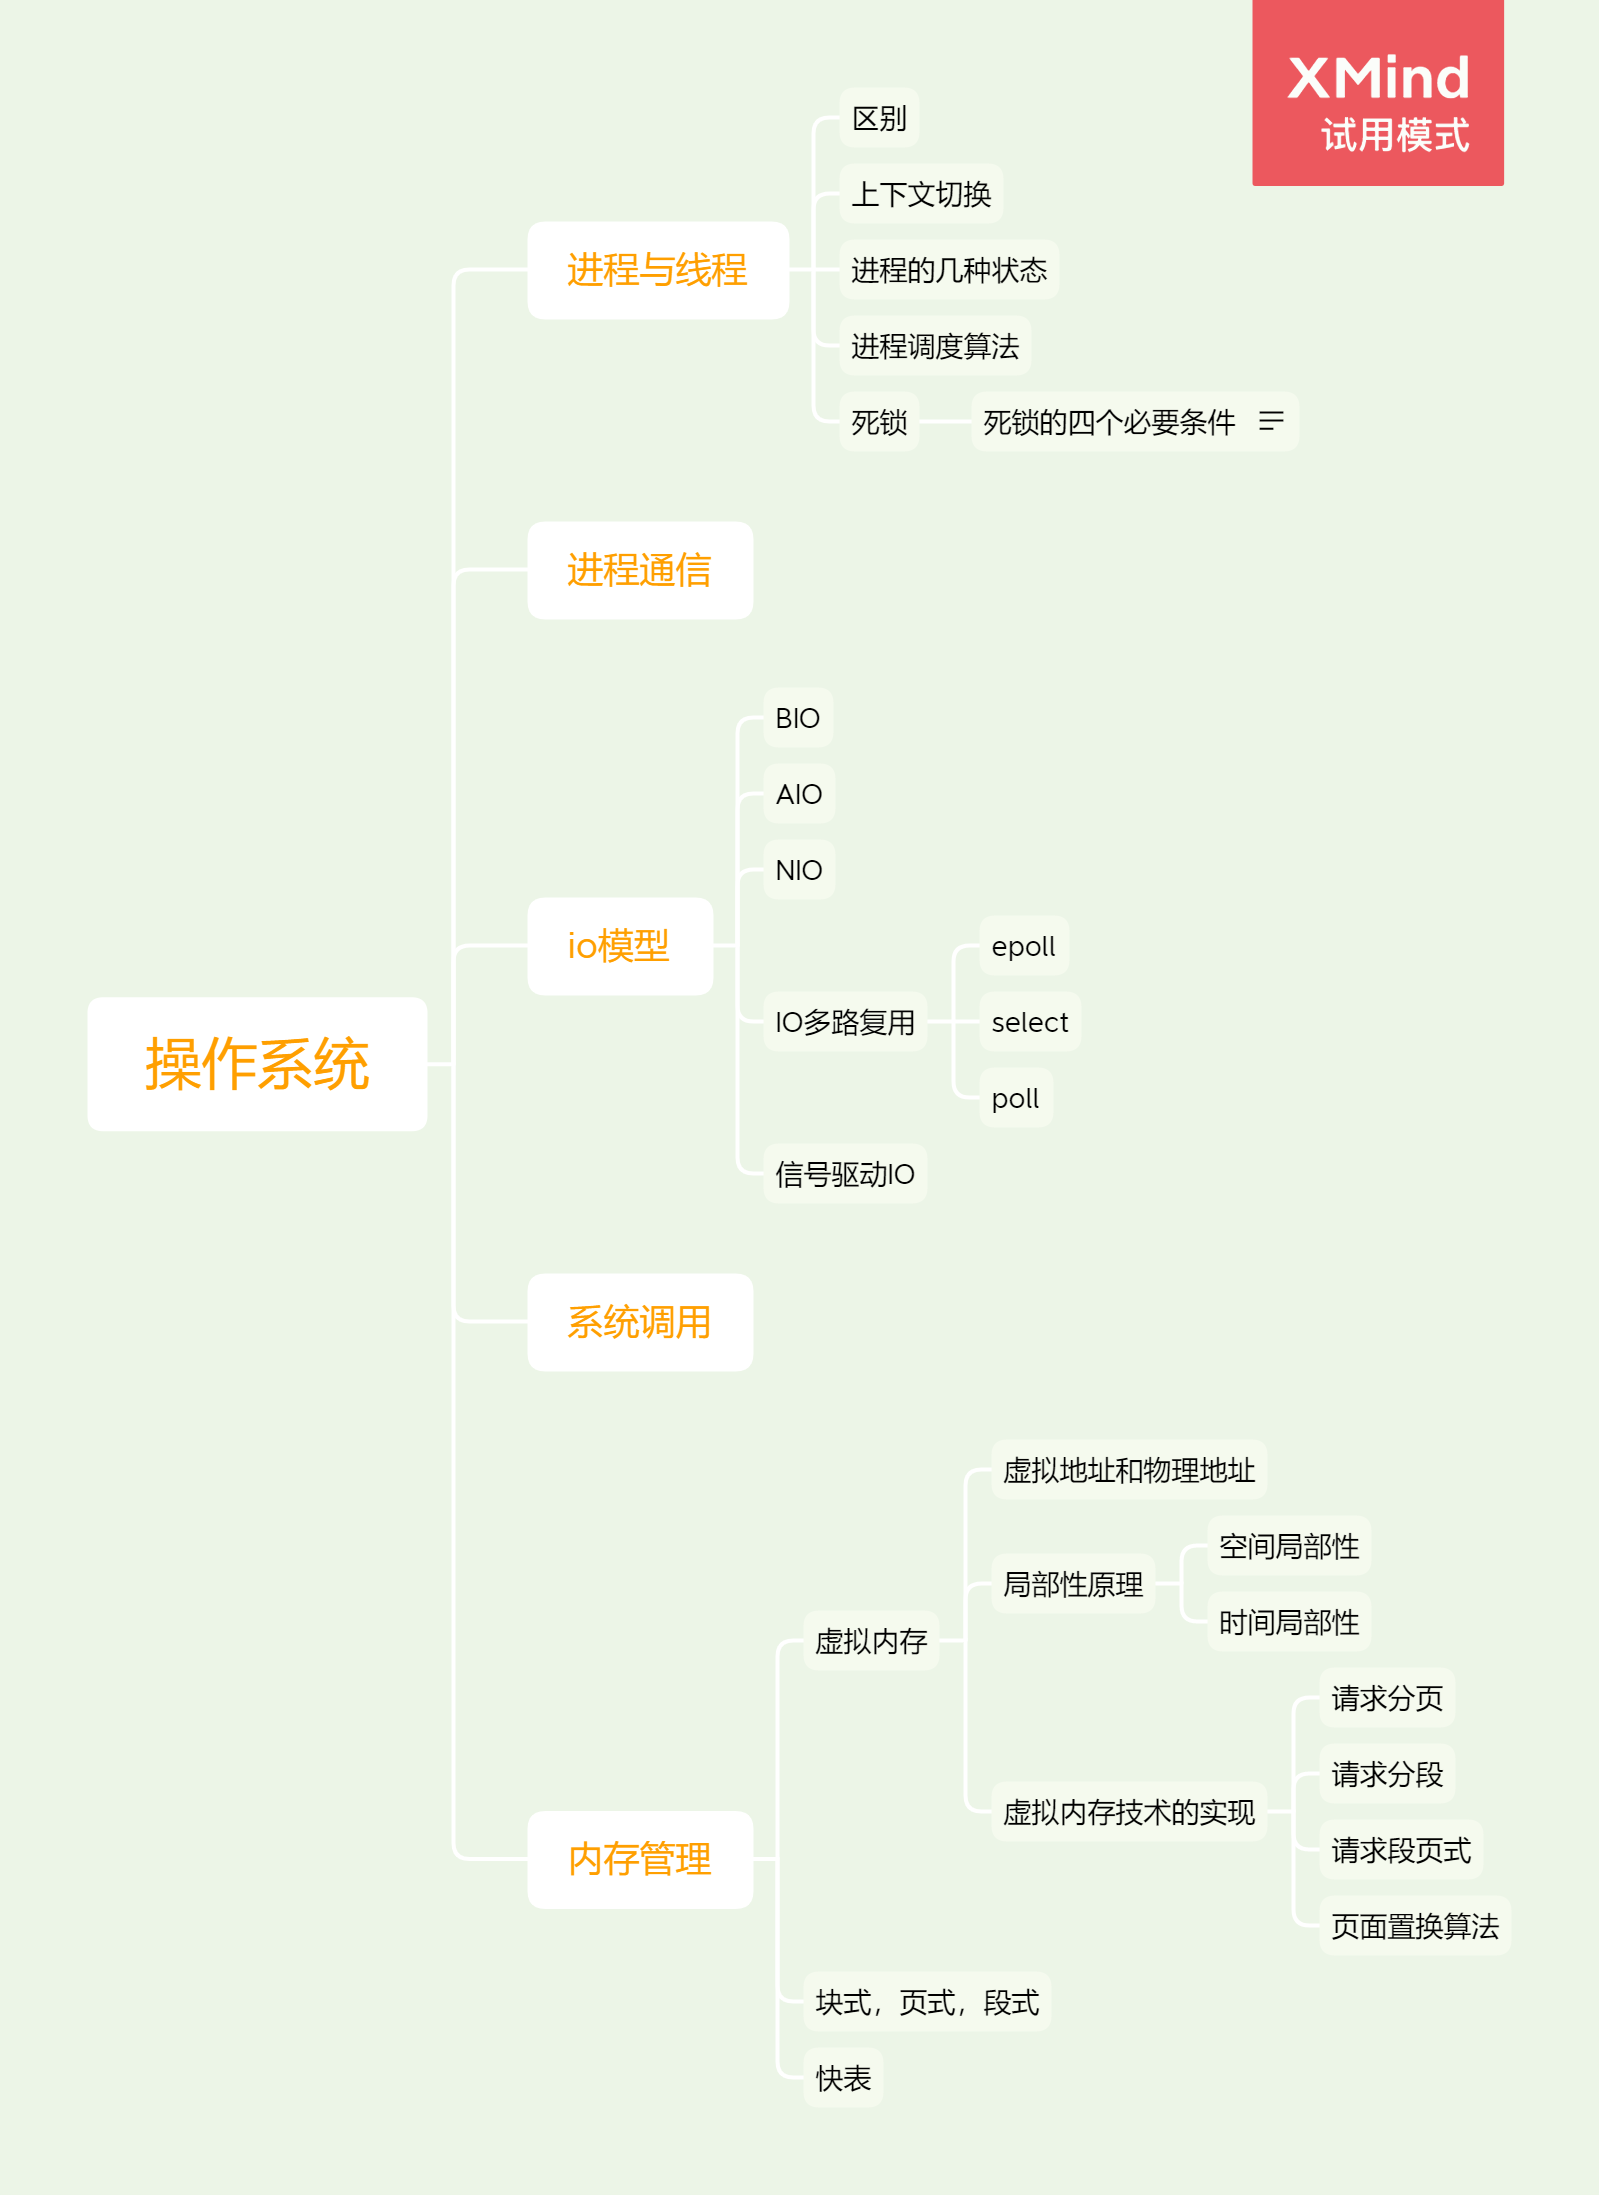 XMind
试用模式
区别
上下文切换
进程与线程
进程的几种状态
进程调度算法
死锁
死锁的四个必要条件
进程通信
BIO
AIO
NIO
io模型
epoll
IO多路复用
select
poll
操作系统
信号驱动IO
系统调用
虚拟地址和物理地址
空间局部性
局部性原理
时间局部性
虚拟内存
请求分页
请求分段
虚拟内存技术的实现
请求段页式
内存管理
页面置换算法
块式，页式，段式
快表